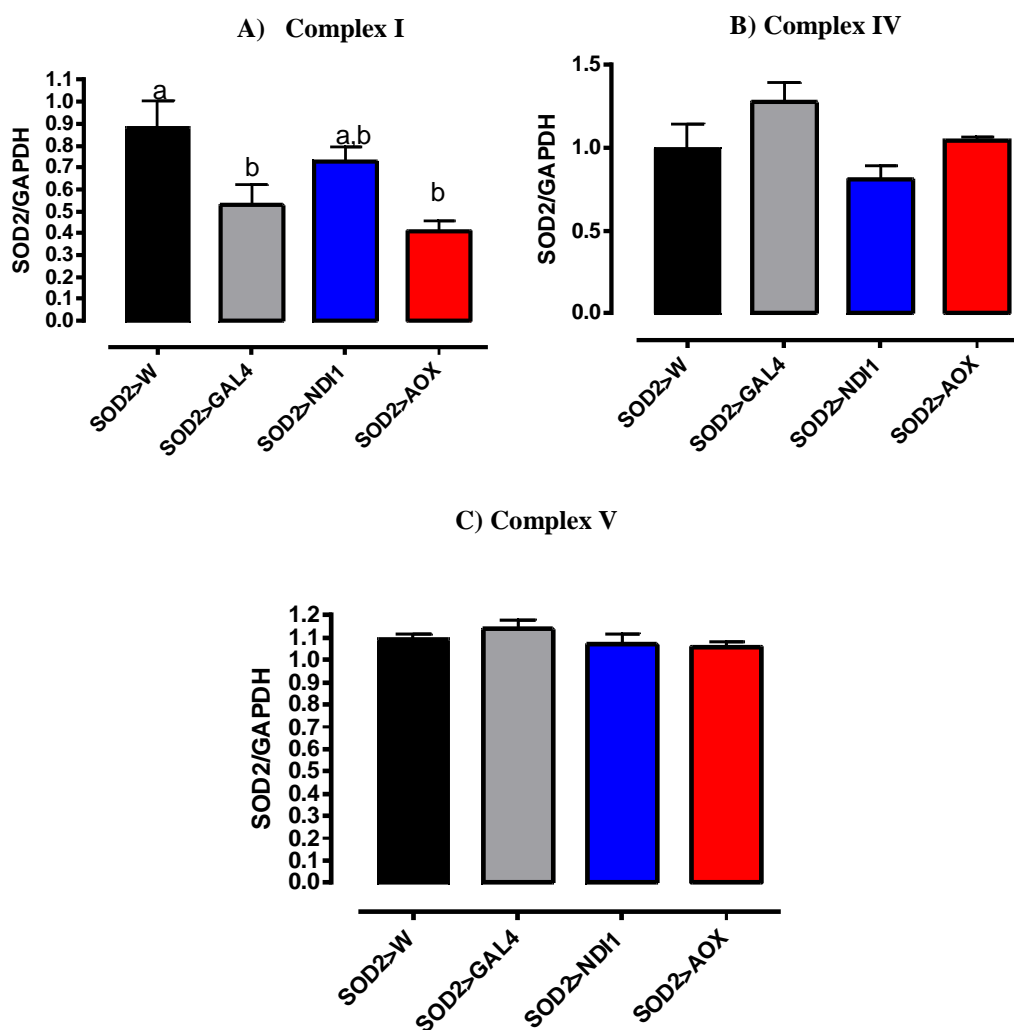 A) Complex I
SOD2/GAPDH
1.1
1.0
0.9
0.8
0.7
0.6
0.5
0.4
0.3
0.2
0.1
0.0
a
b
a,b
b
SOD2>W
SOD2>GAL4
SOD2>NDI1
SOD2>AOX
B) Complex IV
SOD2/GAPDH
1.5
1.0
0.5
0.0
SOD2>W
SOD2>GAL4
SOD2>NDI1
SOD2>AOX
C) Complex V
SOD2/GAPDH
1.2
1.1
1.0
0.9
0.8
0.7
0.6
0.5
0.4
0.3
0.2
0.1
0.0
SOD2>W
SOD2>GAL4
SOD2>NDI1
SOD2>AOX